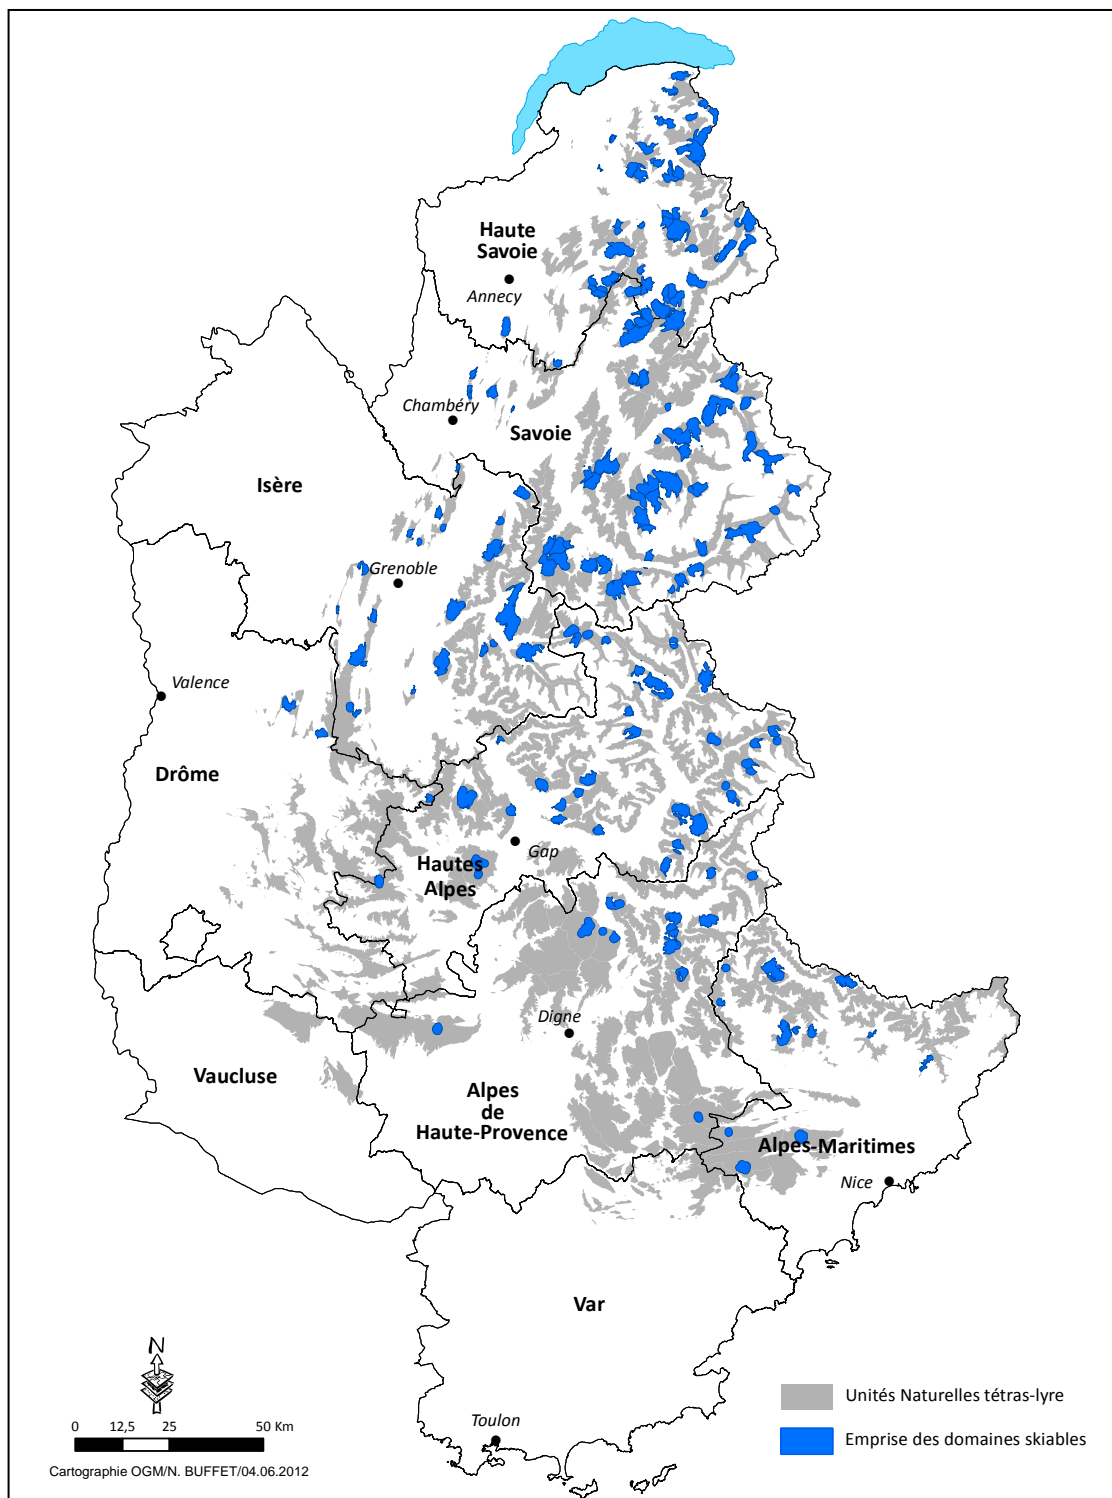 Haute
Savoie
Annecy
Chambéry
Savoie
Isère
Grenoble
Valence
Drôme
Gap
Hautes
Alpes
Digne
Vaucluse
Alpes
de
Haute-Provence
Alpes-Maritimes
Nice
Var
N
Unités Naturelles tétras-lyre
0 12,5 25 50 Km
Toulon
Emprise des domaines skiables
Cartographie OGM/N. BUFFET/04.06.2012